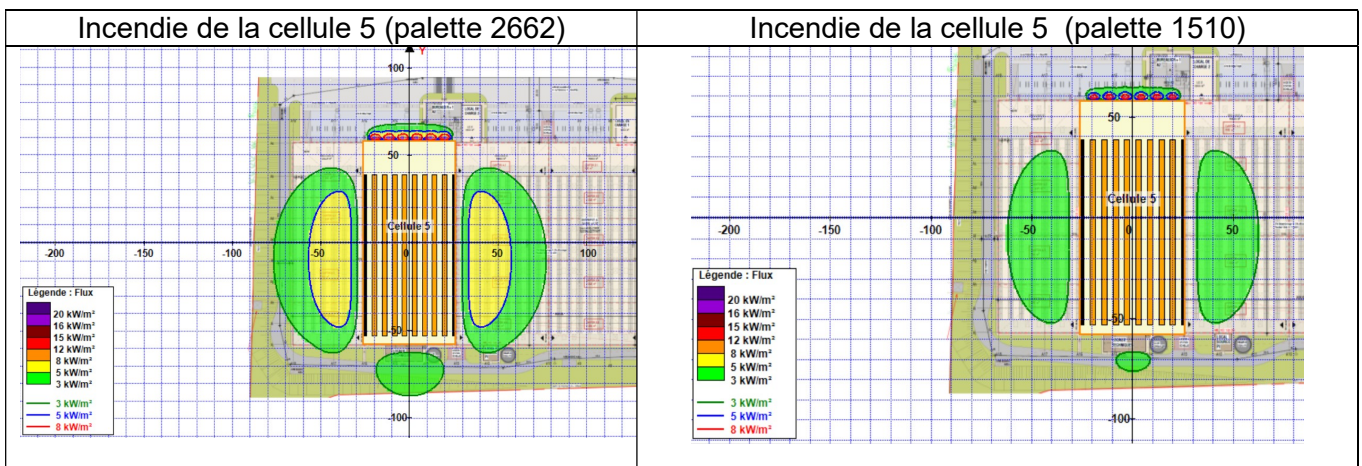 Incendie de la cellule 5 (palette 2662)
Incendie de la cellule 5 (palette 1510)
Y
100
50
Cellule 5
-200
-150
-100
-50
0
50
100
-50
-100
Légende : Flux
20 kW/m²
16 kW/m²
15 kW/m²
12 kW/m²
8 kW/m²
5 kW/m²
3 kW/m²
3 kW/m²
5 kW/m²
8 kW/m²
50
Cellule 5
-200
-150
-100
-50
0
50
-50
-100
Légende : Flux
20 kW/m²
16 kW/m²
15 kW/m²
12 kW/m²
8 kW/m²
5 kW/m²
3 kW/m²
3 kW/m²
5 kW/m²
8 kW/m²